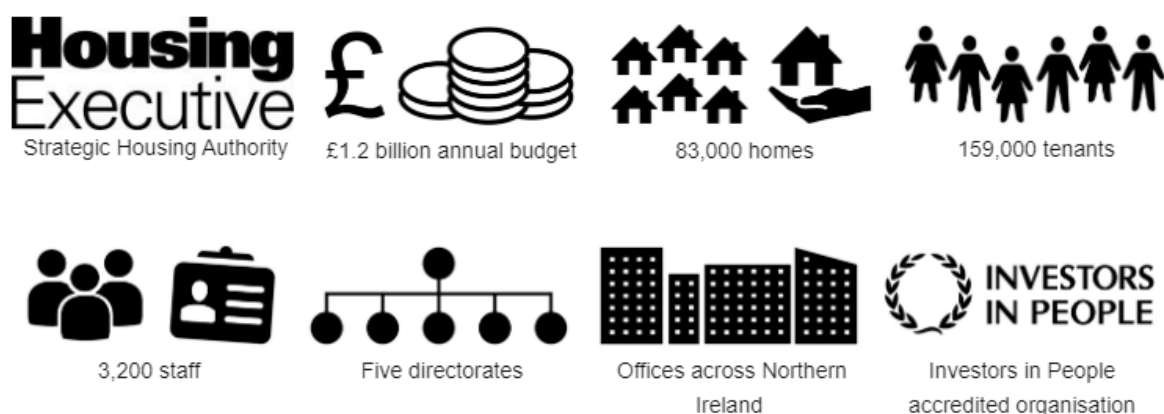 Housing
Executive
Strategic Housing Authority
£
£1.2 billion annual budget
83,000 homes
159,000 tenants
3,200 staff
Five directorates
Offices across Northern
Ireland
INVESTORS
IN PEOPLE
Investors in People
accredited organisation